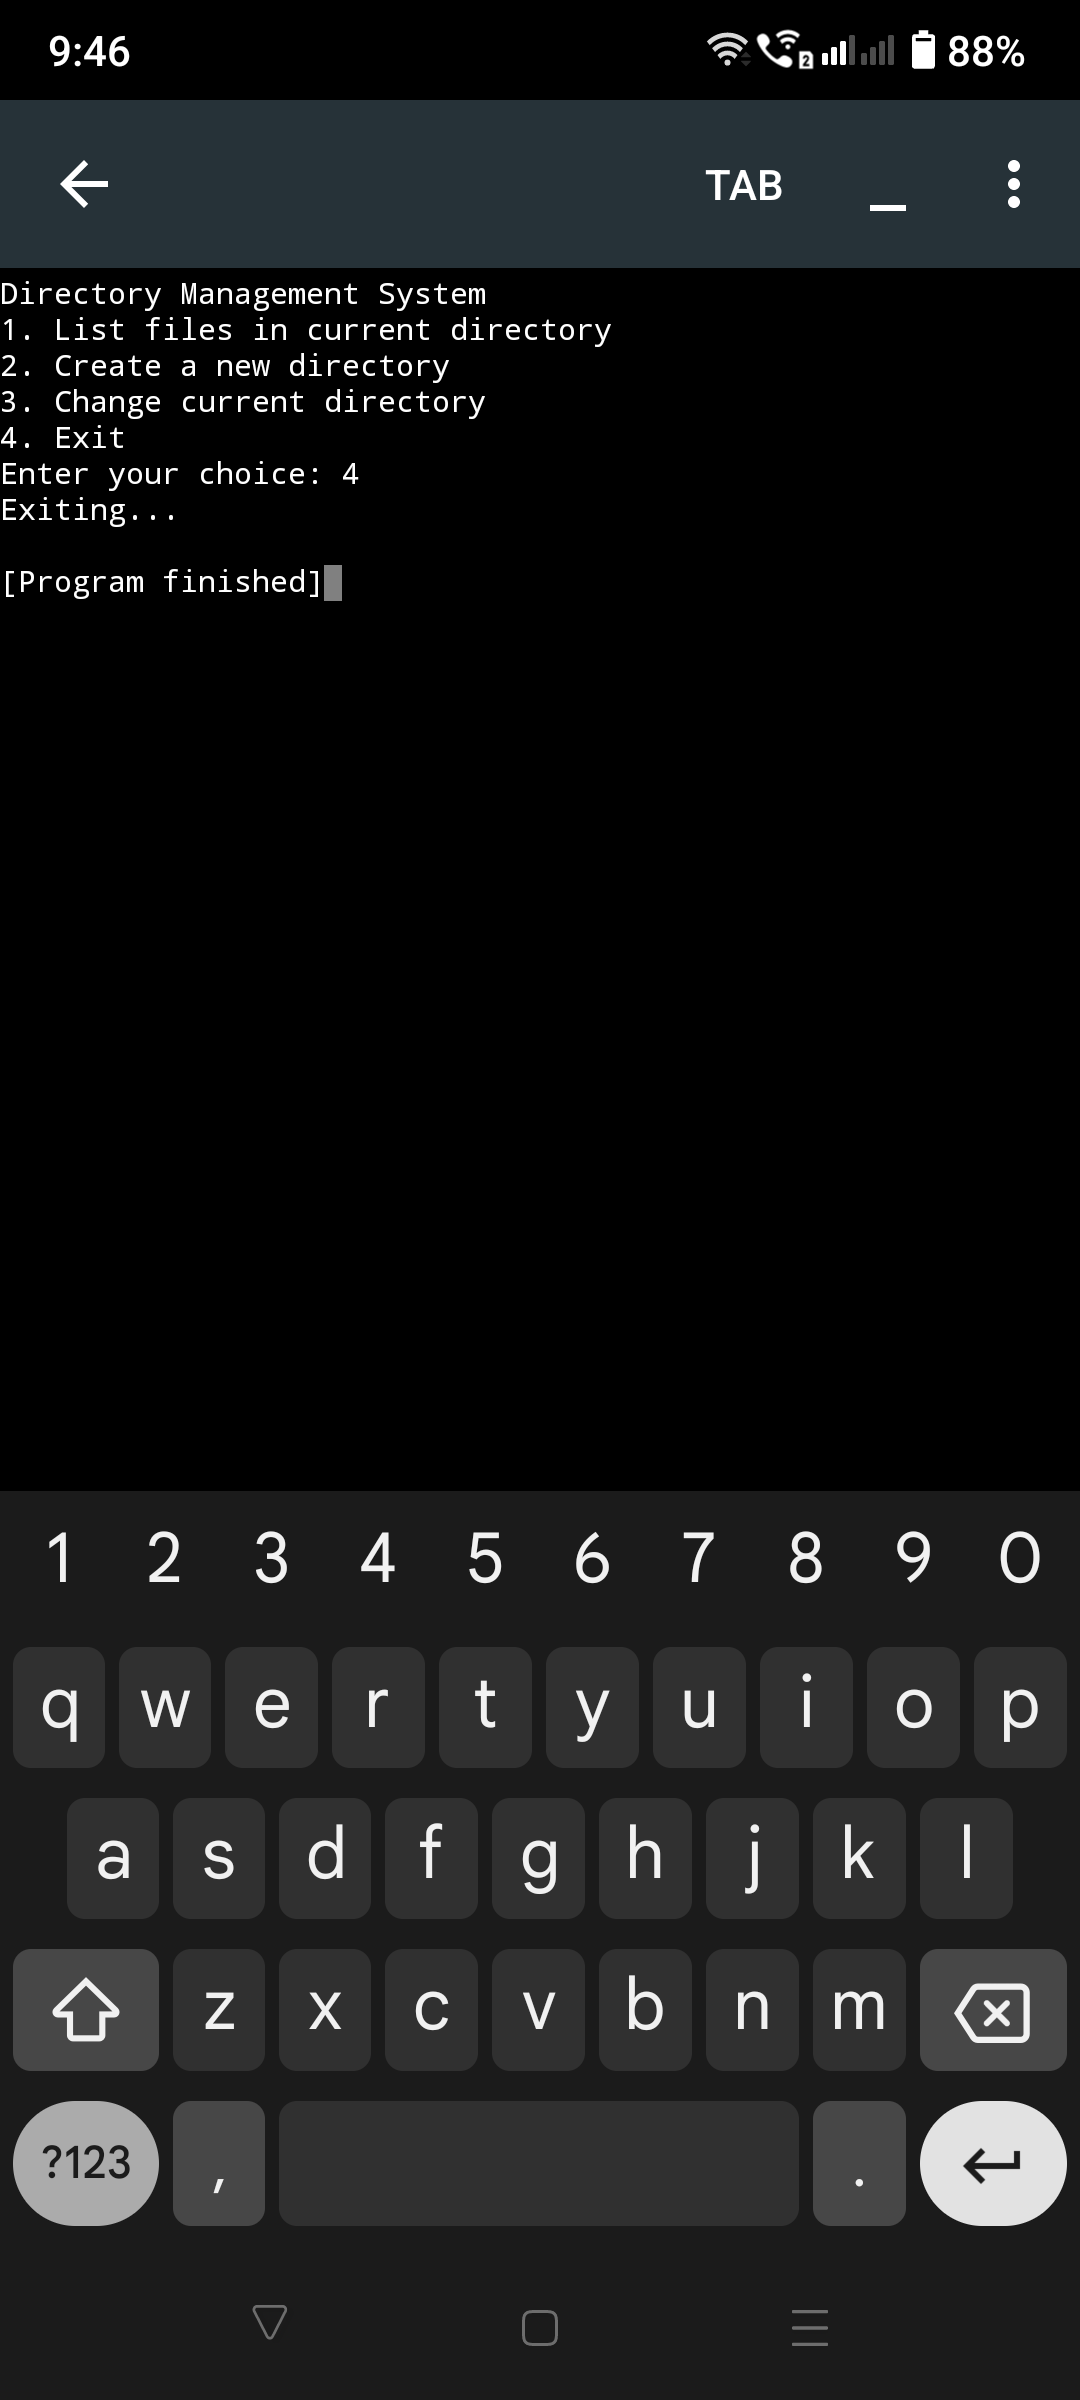 9:46
2
88%
TAB
Directory Management System
1. List files in current directory
2. Create a new directory
3. Change current directory
4. Exit
Enter your choice: 4
Exiting...
[Program finished]
1 2 3 4 5 6 7 8 9 0
q w e r t y u i o p
a s d f g h j k l
z x c v b n m
?123 , .